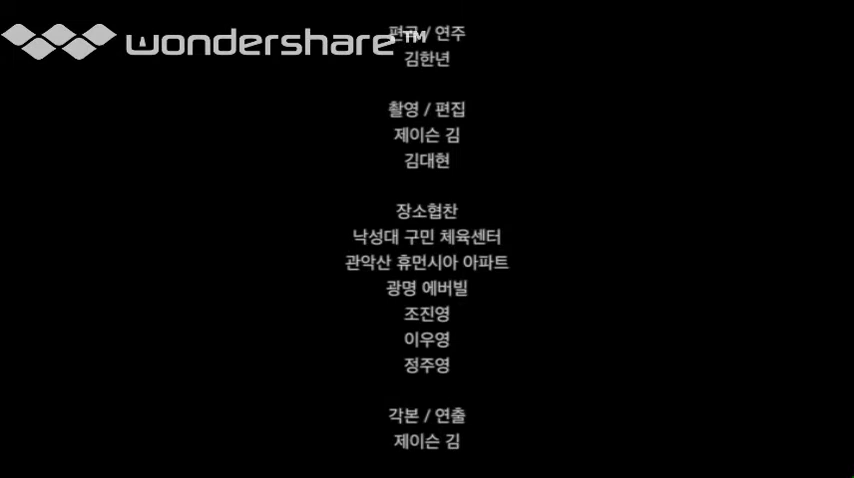 wondershare™
편곡 / 연주
김한년
촬영 / 편집
제이슨 김
김대현
장소협찬
낙성대 구민 체육센터
관악산 휴먼시아 아파트
광명 에버빌
조진영
이우영
정주영
각본 / 연출
제이슨 김